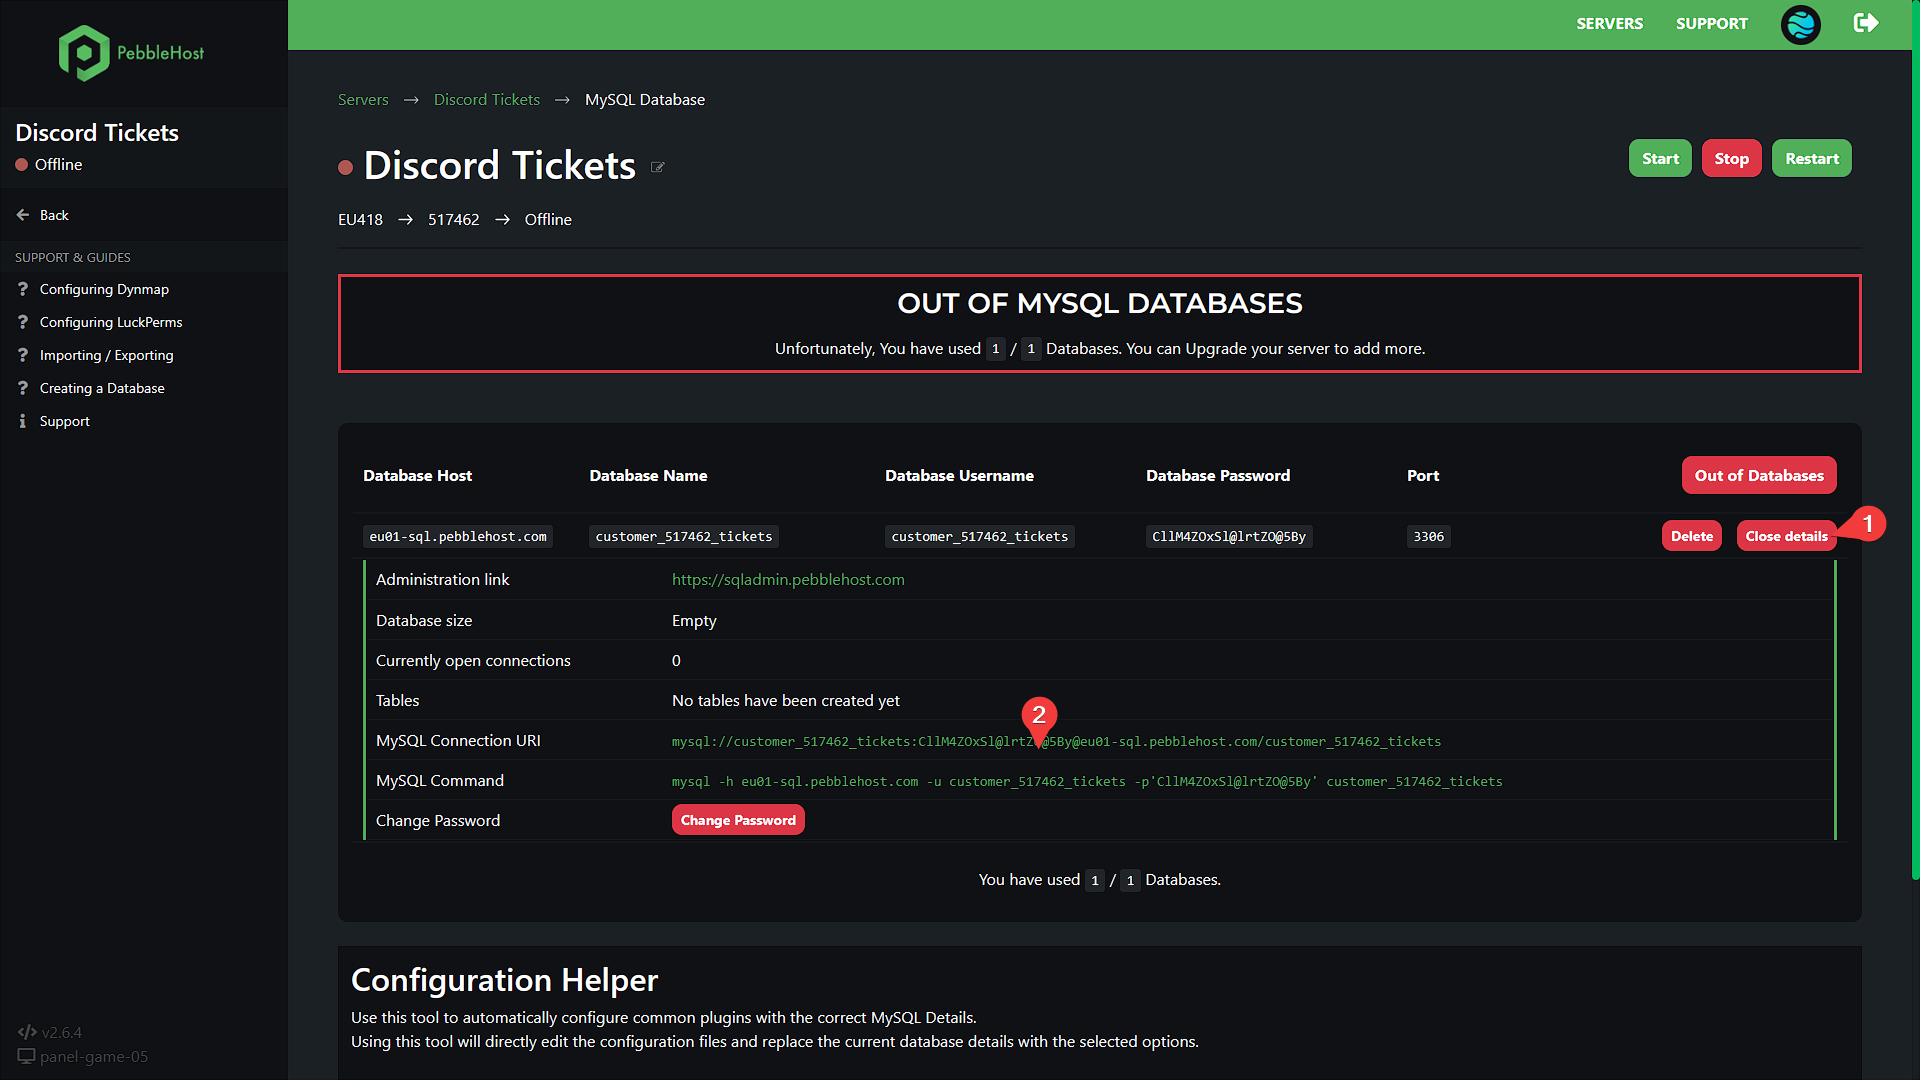 PebbleHost
SERVERS
SUPPORT
Discord Tickets
Offline
Back
SUPPORT & GUIDES
Configuring Dynmap
Configuring LuckPerms
Importing / Exporting
Creating a Database
Support
v2.6.4
panel-game-05
Servers → Discord Tickets → MySQL Database
Discord Tickets
Start
Stop
Restart
EU418 → 517462 → Offline
OUT OF MYSQL DATABASES
Unfortunately, You have used 1 / 1 Databases. You can Upgrade your server to add more.
Database Host Database Name Database Username Database Password Port Out of Databases
eu01-sql.pebblehost.com customer_517462_tickets customer_517462_tickets CllM4ZOxSl@lrtZO@5By 3306 Delete Close details 1
Administration link https://sqladmin.pebblehost.com
Database size Empty
Currently open connections 0
Tables No tables have been created yet
2
MySQL Connection URI mysql://customer_517462_tickets:CllM4ZOxSl@lrtZO@5By@eu01-sql.pebblehost.com/customer_517462_tickets
MySQL Command mysql -h eu01-sql.pebblehost.com -u customer_517462_tickets -p'CllM4ZOxSl@lrtZO@5By' customer_517462_tickets
Change Password Change Password
You have used 1 / 1 Databases.
Configuration Helper
Use this tool to automatically configure common plugins with the correct MySQL Details.
Using this tool will directly edit the configuration files and replace the current database details with the selected options.